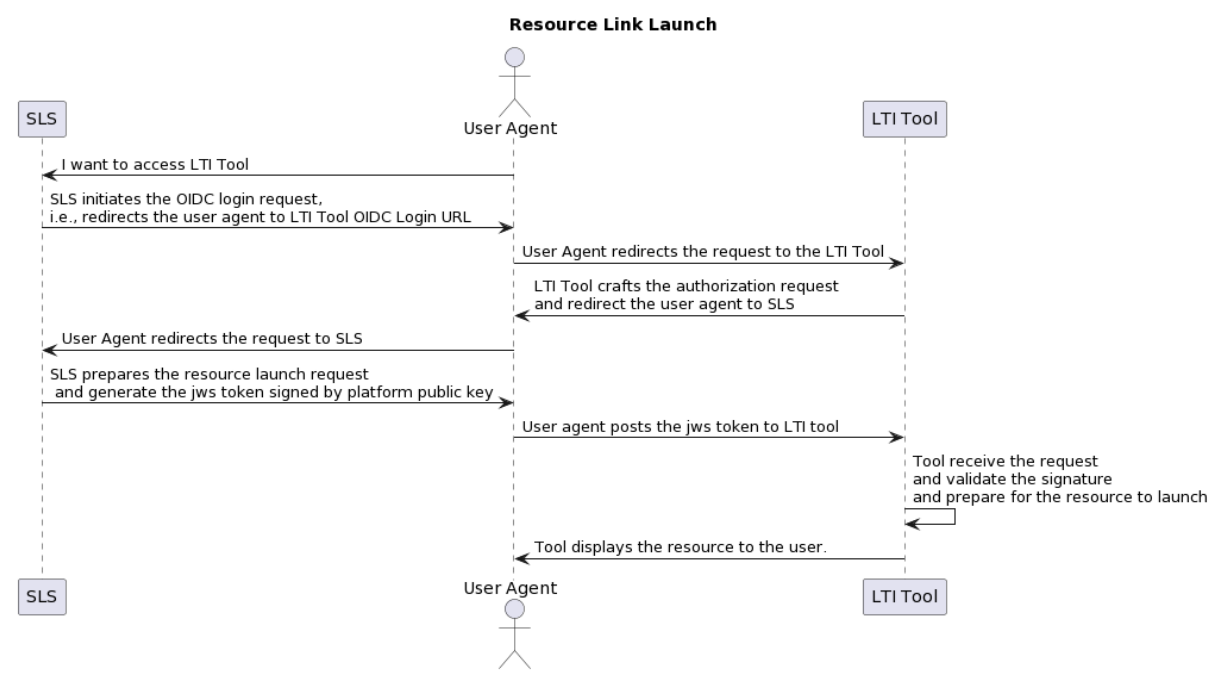 Resource Link Launch
SLS
User Agent
LTI Tool
I want to access LTI Tool
SLS initiates the OIDC login request,
i.e., redirects the user agent to LTI Tool OIDC Login URL
User Agent redirects the request to the LTI Tool
LTI Tool crafts the authorization request
and redirect the user agent to SLS
User Agent redirects the request to SLS
SLS prepares the resource launch request
and generate the jws token signed by platform public key
User agent posts the jws token to LTI tool
Tool receive the request
and validate the signature
and prepare for the resource to launch
Tool displays the resource to the user.
SLS
User Agent
LTI Tool